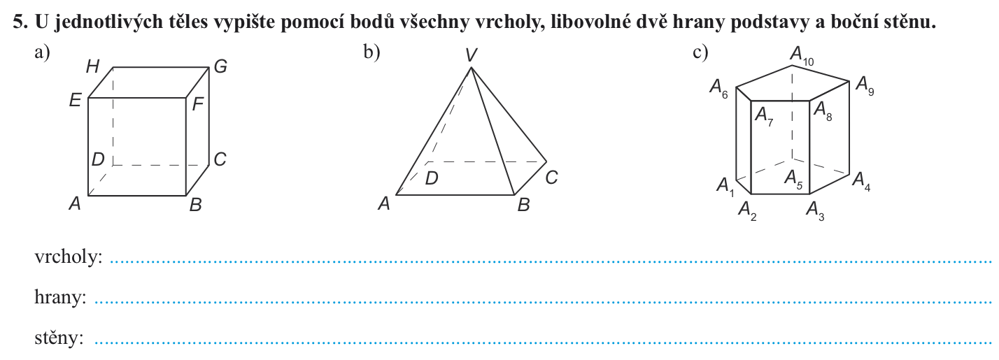 5. U jednotlivých těles vypište pomocí bodů všechny vrcholy, libovolné dvě hrany podstavy a boční stěnu.
a) b) c)
H G
E F
D C
A B
V
D C
A B
A10
A6 A9
A7 A8
A1 A5 A4
A2 A3
vrcholy: ................................................................
hrany: ................................................................
stěny: ................................................................